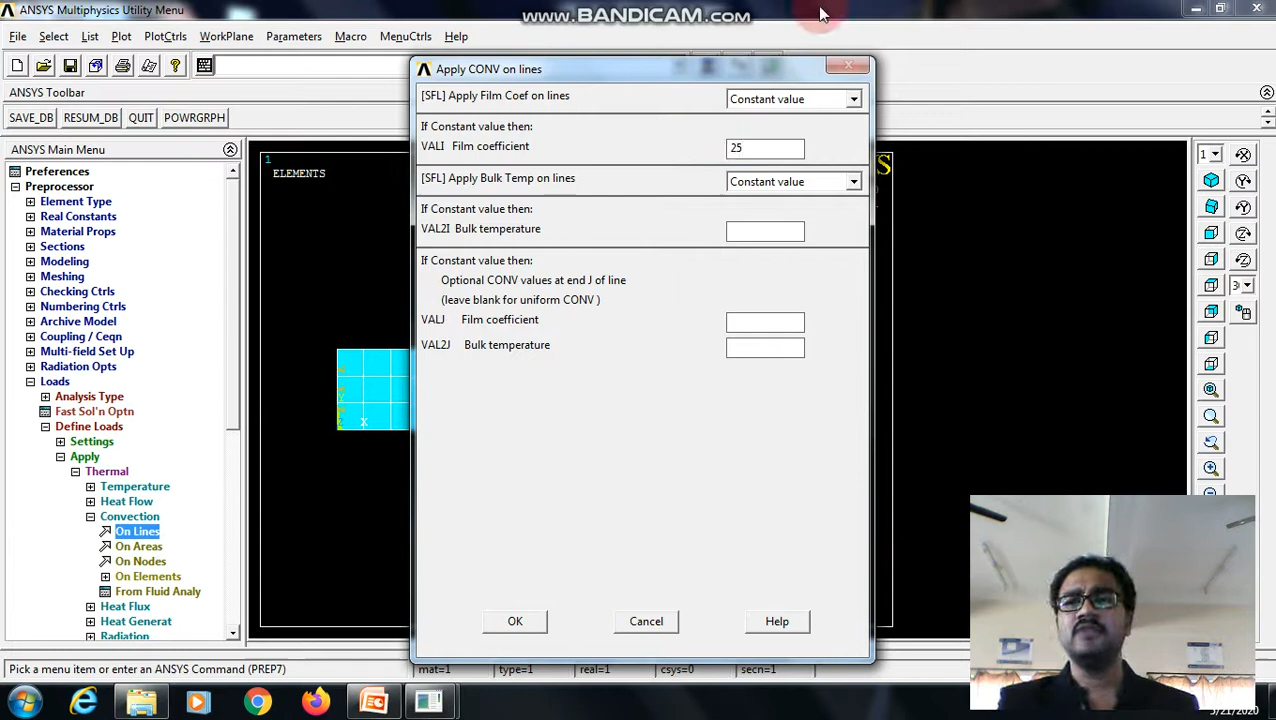 ANSYS Multiphysics Utility Menu
www.BANDICAM.com
File Select List Plot PlotCtrls WorkPlane Parameters Macro MenuCtrls Help
ANSYS Toolbar
SAVE_DB RESUM_DB QUIT POWRGRPH
ANSYS Main Menu
Preferences
Preprocessor
Element Type
Real Constants
Material Props
Sections
Modeling
Meshing
Checking Ctrls
Numbering Ctrls
Archive Model
Coupling / Ceqn
Multi-field Set Up
Radiation Opts
Loads
Analysis Type
Fast Sol'n Optn
Define Loads
Settings
Apply
Thermal
Temperature
Heat Flow
Convection
On Lines
On Areas
On Nodes
On Elements
From Fluid Analy
Heat Flux
Heat Generat
Radiation
1
ELEMENTS
X
Apply CONV on lines
[SFL] Apply Film Coef on lines
Constant value
If Constant value then:
VALI Film coefficient
25
[SFL] Apply Bulk Temp on lines
Constant value
If Constant value then:
VAL2I Bulk temperature
If Constant value then:
Optional CONV values at end J of line
(leave blank for uniform CONV )
VALJ Film coefficient
VAL2J Bulk temperature
OK Cancel Help
S
1
Pick a menu item or enter an ANSYS Command (PREP7)
mat=1 type=1 real=1 csys=0 secn=1